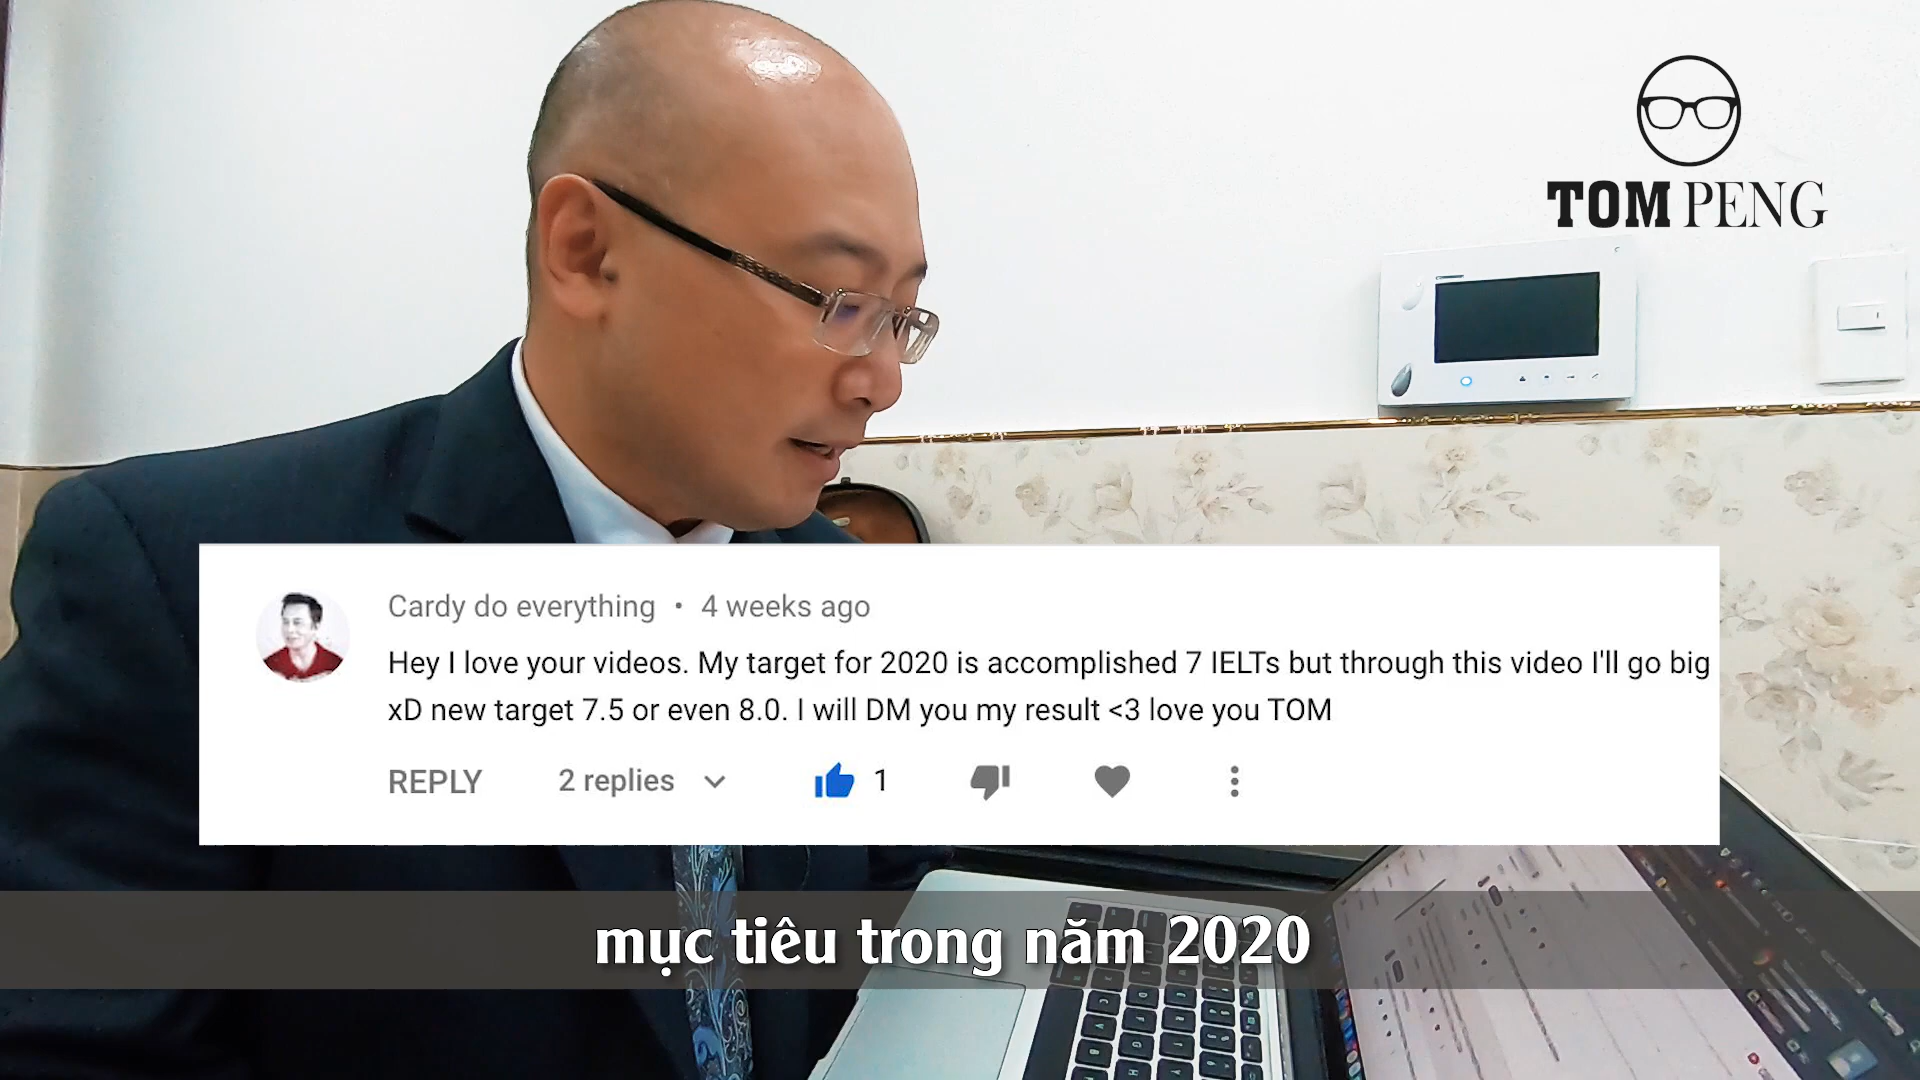 TOM PENG
Cardy do everything • 4 weeks ago
Hey I love your videos. My target for 2020 is accomplished 7 IELTs but through this video I'll go big
xD new target 7.5 or even 8.0. I will DM you my result <3 love you TOM
REPLY 2 replies 1
mục tiêu trong năm 2020